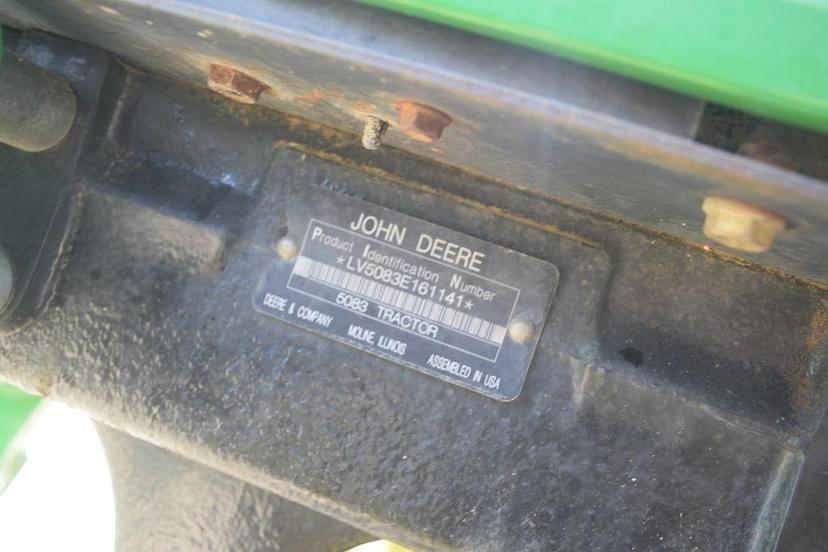 JOHN DEERE
Product Identification Number
*LV5083E161141*
5083 TRACTOR
DEERE & COMPANY MOLINE, ILLINOIS ASSEMBLED IN USA